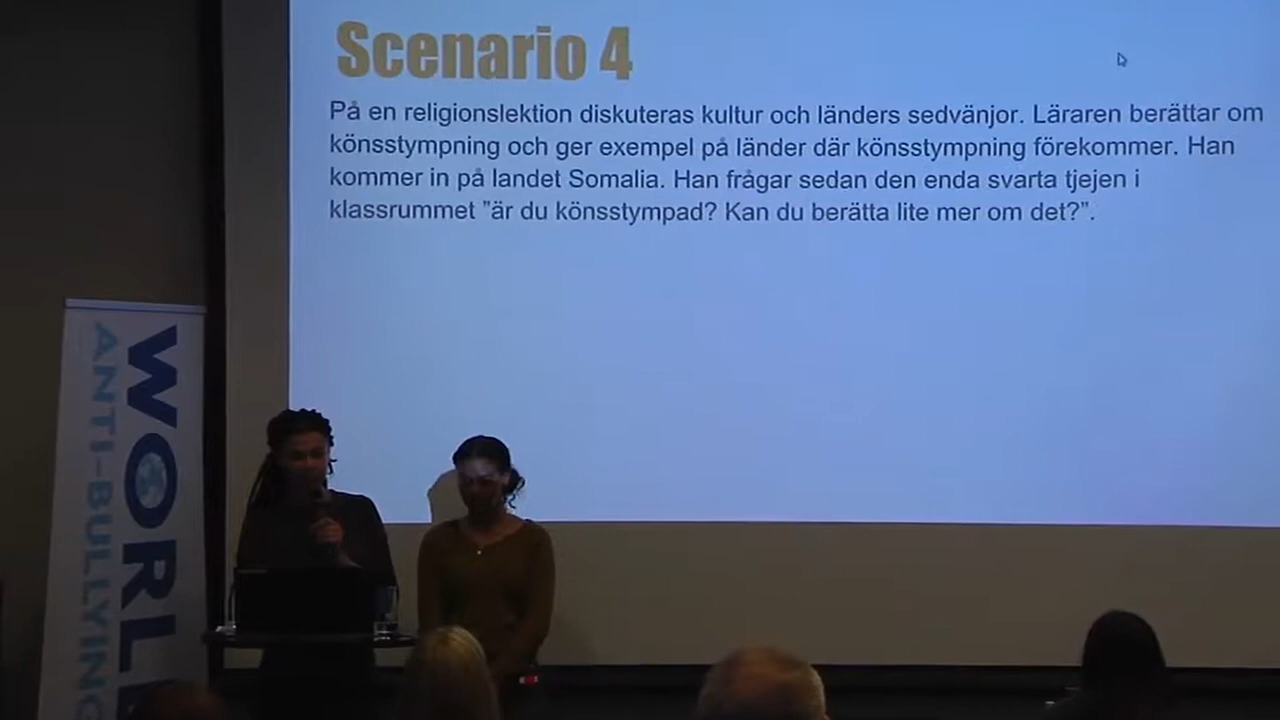 Scenario 4
På en religionslektion diskuteras kultur och länders sedvänjor. Läraren berättar om
könsstympning och ger exempel på länder där könsstympning förekommer. Han
kommer in på landet Somalia. Han frågar sedan den enda svarta tjejen i
klassrummet ”är du könsstympad? Kan du berätta lite mer om det?”.
WORL
ANTI-BULLYING